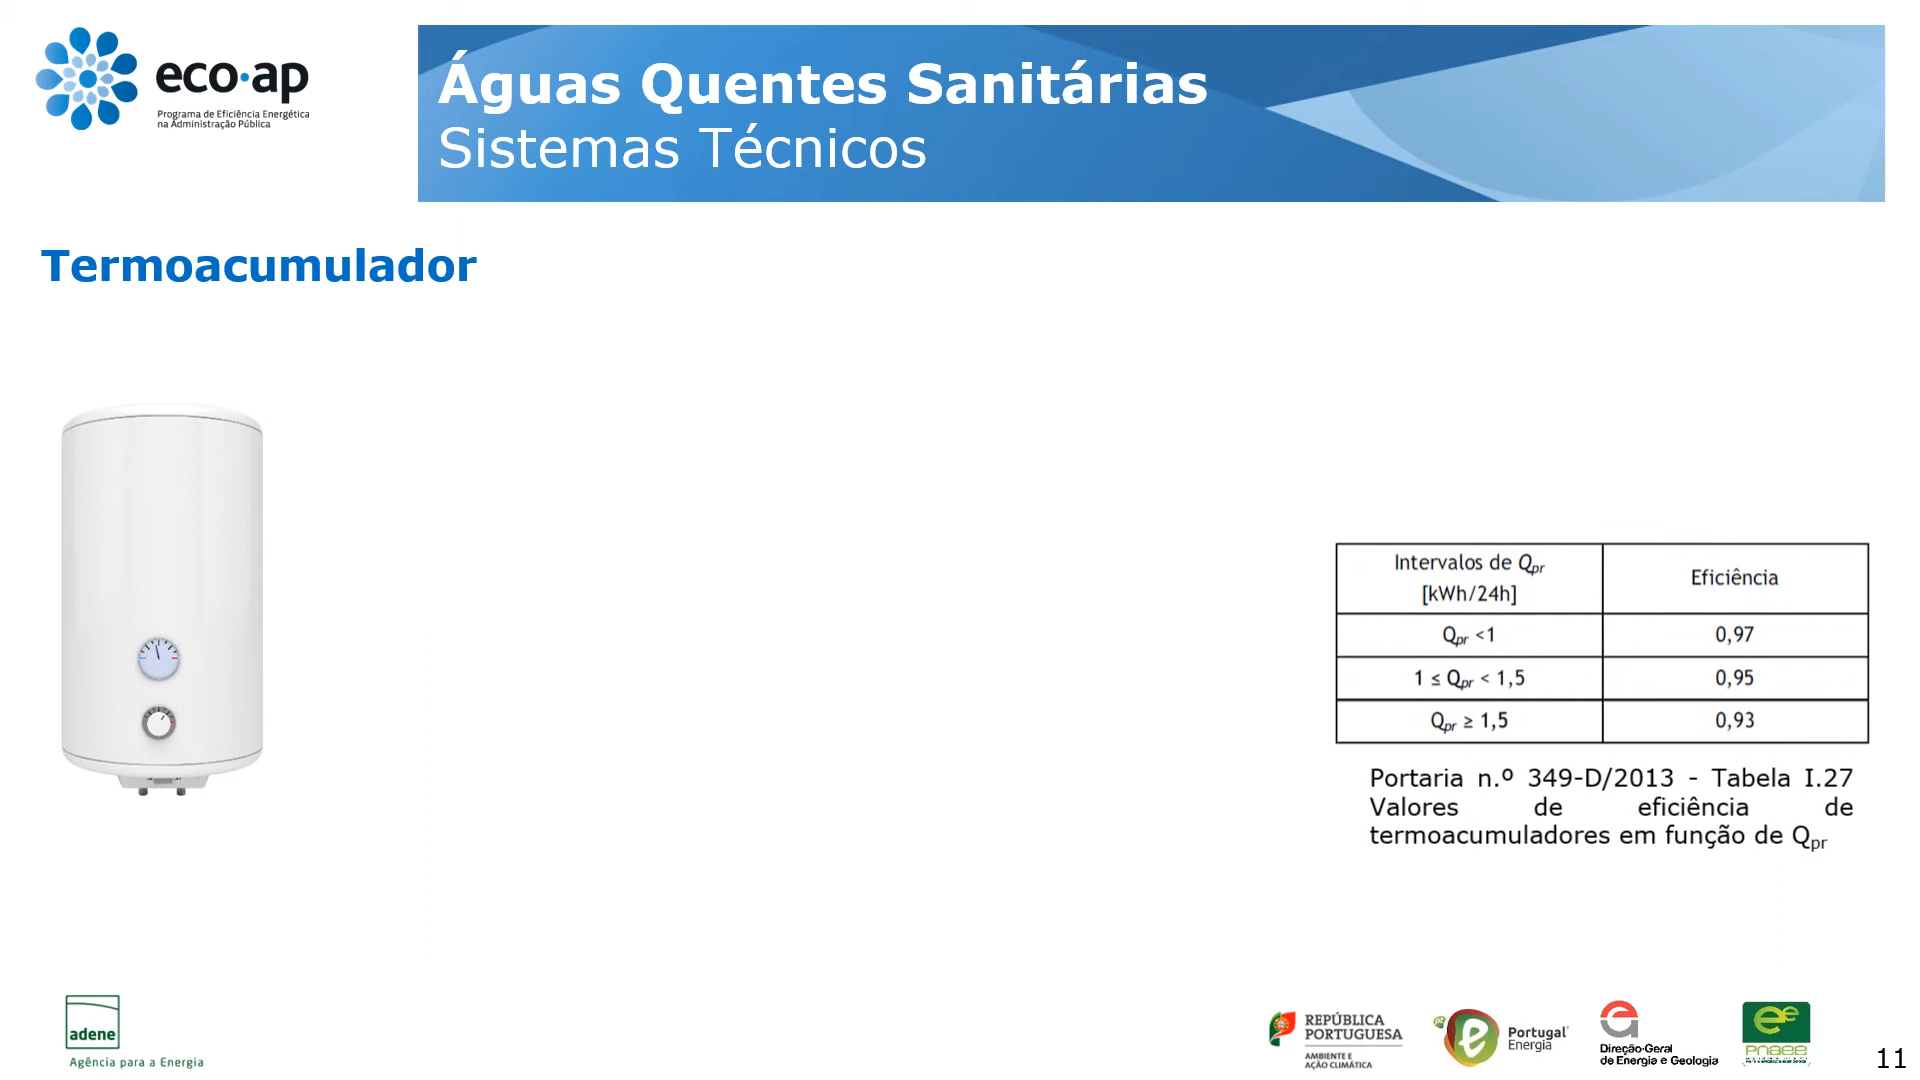 eco·ap
Programa de Eficiência Energética
na Administração Pública
Águas Quentes Sanitárias
Sistemas Técnicos
Termoacumulador
Intervalos de Qpr
[kWh/24h]
Eficiência
Qpr <1
0,97
1 ≤ Qpr < 1,5
0,95
Qpr ≥ 1,5
0,93
Portaria n.º 349-D/2013 - Tabela I.27
Valores de eficiência de
termoacumuladores em função de Qpr
adene
Agência para a Energia
REPÚBLICA
PORTUGUESA
AMBIENTE E
AÇÃO CLIMÁTICA
Portugal
Energia
Direção-Geral
de Energia e Geologia
pnaee
11